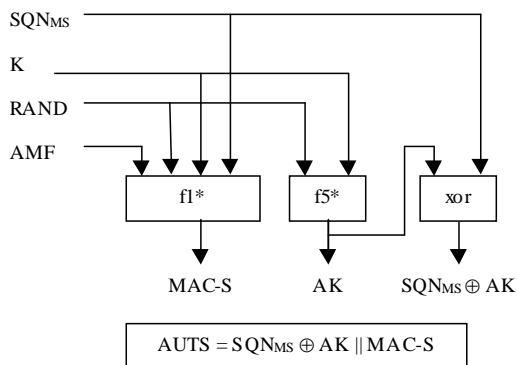 SQNMS
K
RAND
AMF
f1* f5* xor
MAC-S AK SQNMS ⊕ AK
AUTS = SQNMS ⊕ AK || MAC-S